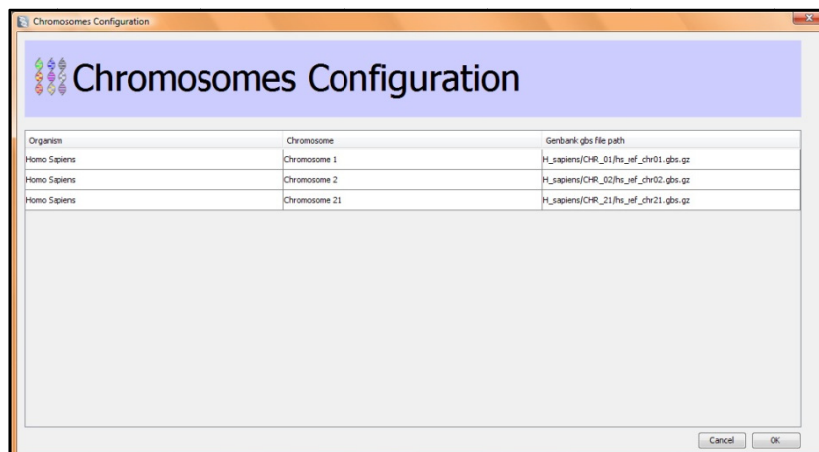 Chromosomes Configuration
Chromosomes Configuration
Organism Chromosome Genbank gbs file path
Homo Sapiens Chromosome 1 H_sapiens/CHR_01/hs_ref_chr01.gbs.gz
Homo Sapiens Chromosome 2 H_sapiens/CHR_02/hs_ref_chr02.gbs.gz
Homo Sapiens Chromosome 21 H_sapiens/CHR_21/hs_ref_chr21.gbs.gz
Cancel OK